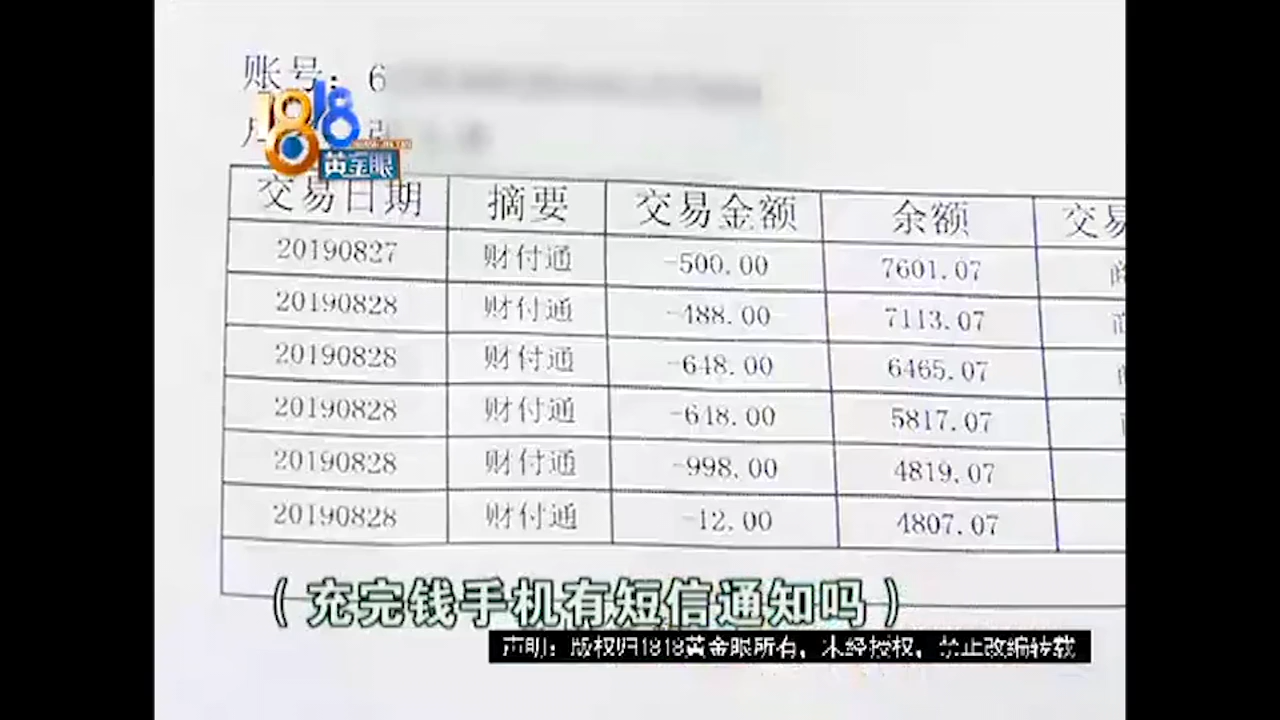 账号：6
1818
黄金眼
交易日期 摘要 交易金额 余额 交易
20190827 财付通 -500.00 7601.07
20190828 财付通 -488.00 7113.07
20190828 财付通 -648.00 6465.07
20190828 财付通 -648.00 5817.07
20190828 财付通 -998.00 4819.07
20190828 财付通 -12.00 4807.07
（充完钱手机有短信通知吗）
声明：版权归1818黄金眼所有，未经授权，禁止改编转载